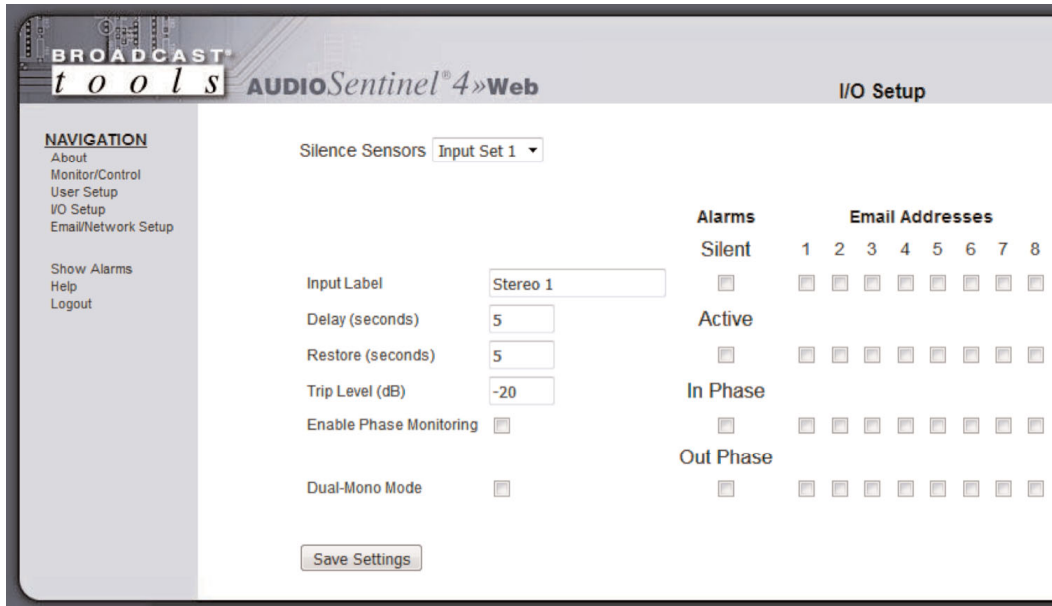 BROADCAST®
tools
AUDIOSentinel®4»Web
I/O Setup
NAVIGATION
About
Monitor/Control
User Setup
I/O Setup
Email/Network Setup
Show Alarms
Help
Logout
Silence Sensors Input Set 1
Alarms Email Addresses
Silent 1 2 3 4 5 6 7 8
Input Label Stereo 1
Delay (seconds) 5 Active
Restore (seconds) 5
Trip Level (dB) -20 In Phase
Enable Phase Monitoring
Out Phase
Dual-Mono Mode
Save Settings